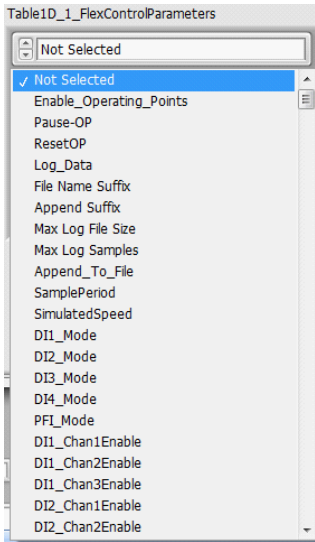 Table1D_1_FlexControlParameters
Not Selected
✓ Not Selected
Enable_Operating_Points
Pause-OP
ResetOP
Log_Data
File Name Suffix
Append Suffix
Max Log File Size
Max Log Samples
Append_To_File
SamplePeriod
SimulatedSpeed
DI1_Mode
DI2_Mode
DI3_Mode
DI4_Mode
PFI_Mode
DI1_Chan1Enable
DI1_Chan2Enable
DI1_Chan3Enable
DI2_Chan1Enable
DI2_Chan2Enable